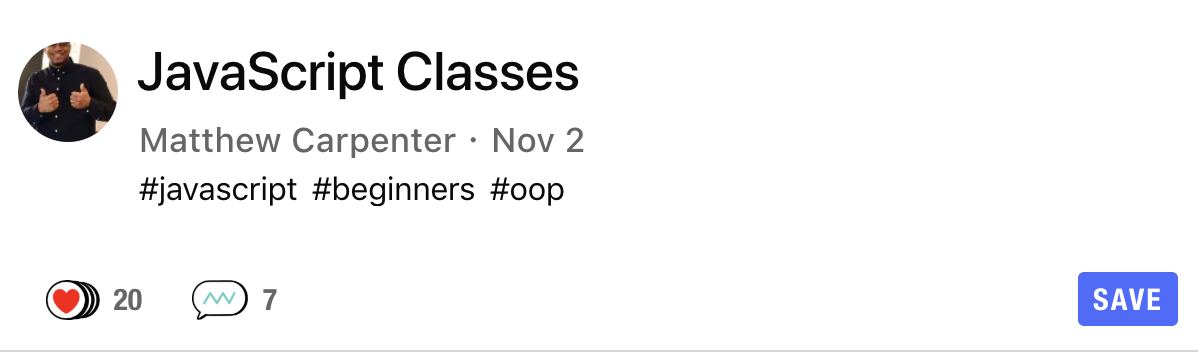 JavaScript Classes
Matthew Carpenter · Nov 2
#javascript #beginners #oop
20 7 SAVE